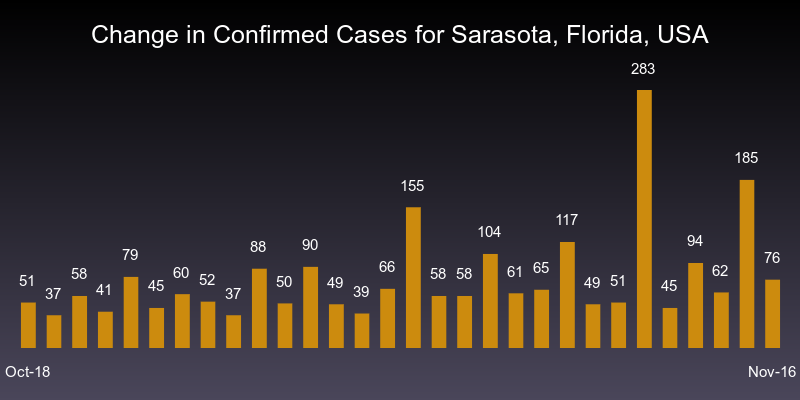 Change in Confirmed Cases for Sarasota, Florida, USA
51 37 58 41 79 45 60 52 37 88 50 90 49 39 66 155 58 58 104 61 65 117 49 51 283 45 94 62 185 76
Oct-18 Nov-16